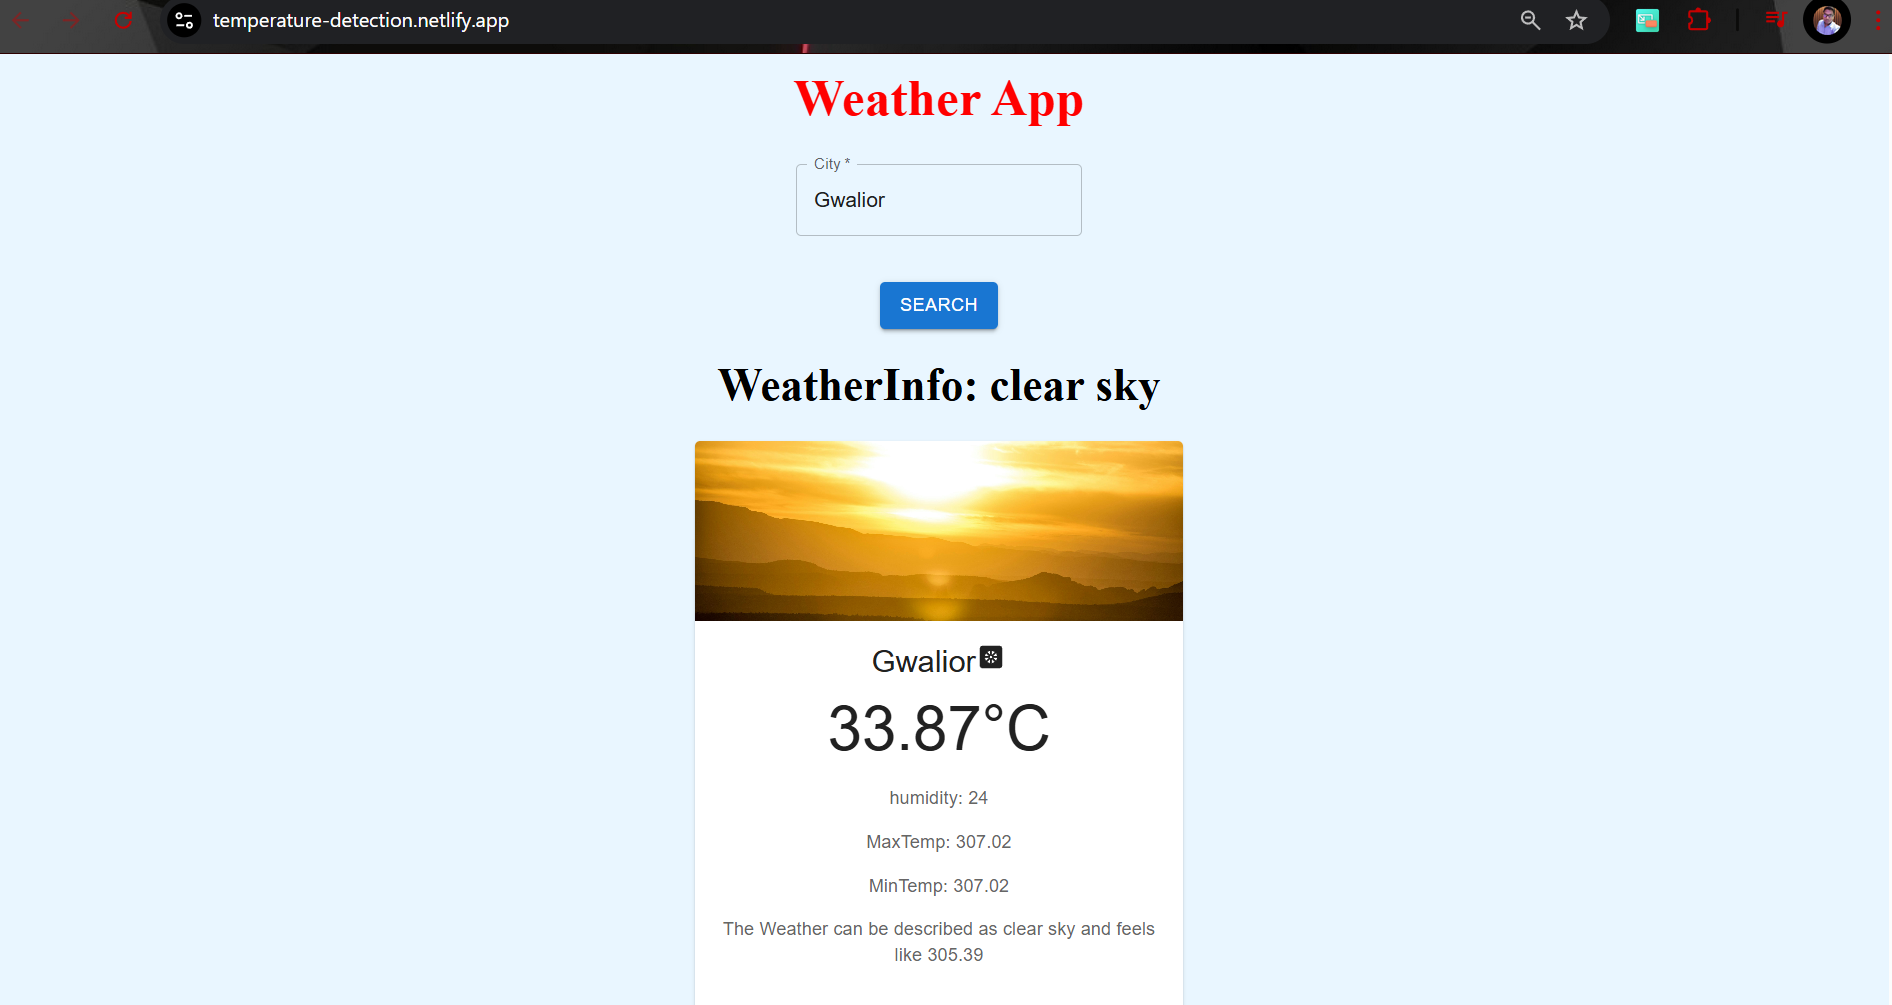 temperature-detection.netlify.app
Weather App
City *
Gwalior
SEARCH
WeatherInfo: clear sky
Gwalior
33.87°C
humidity: 24
MaxTemp: 307.02
MinTemp: 307.02
The Weather can be described as clear sky and feels
like 305.39